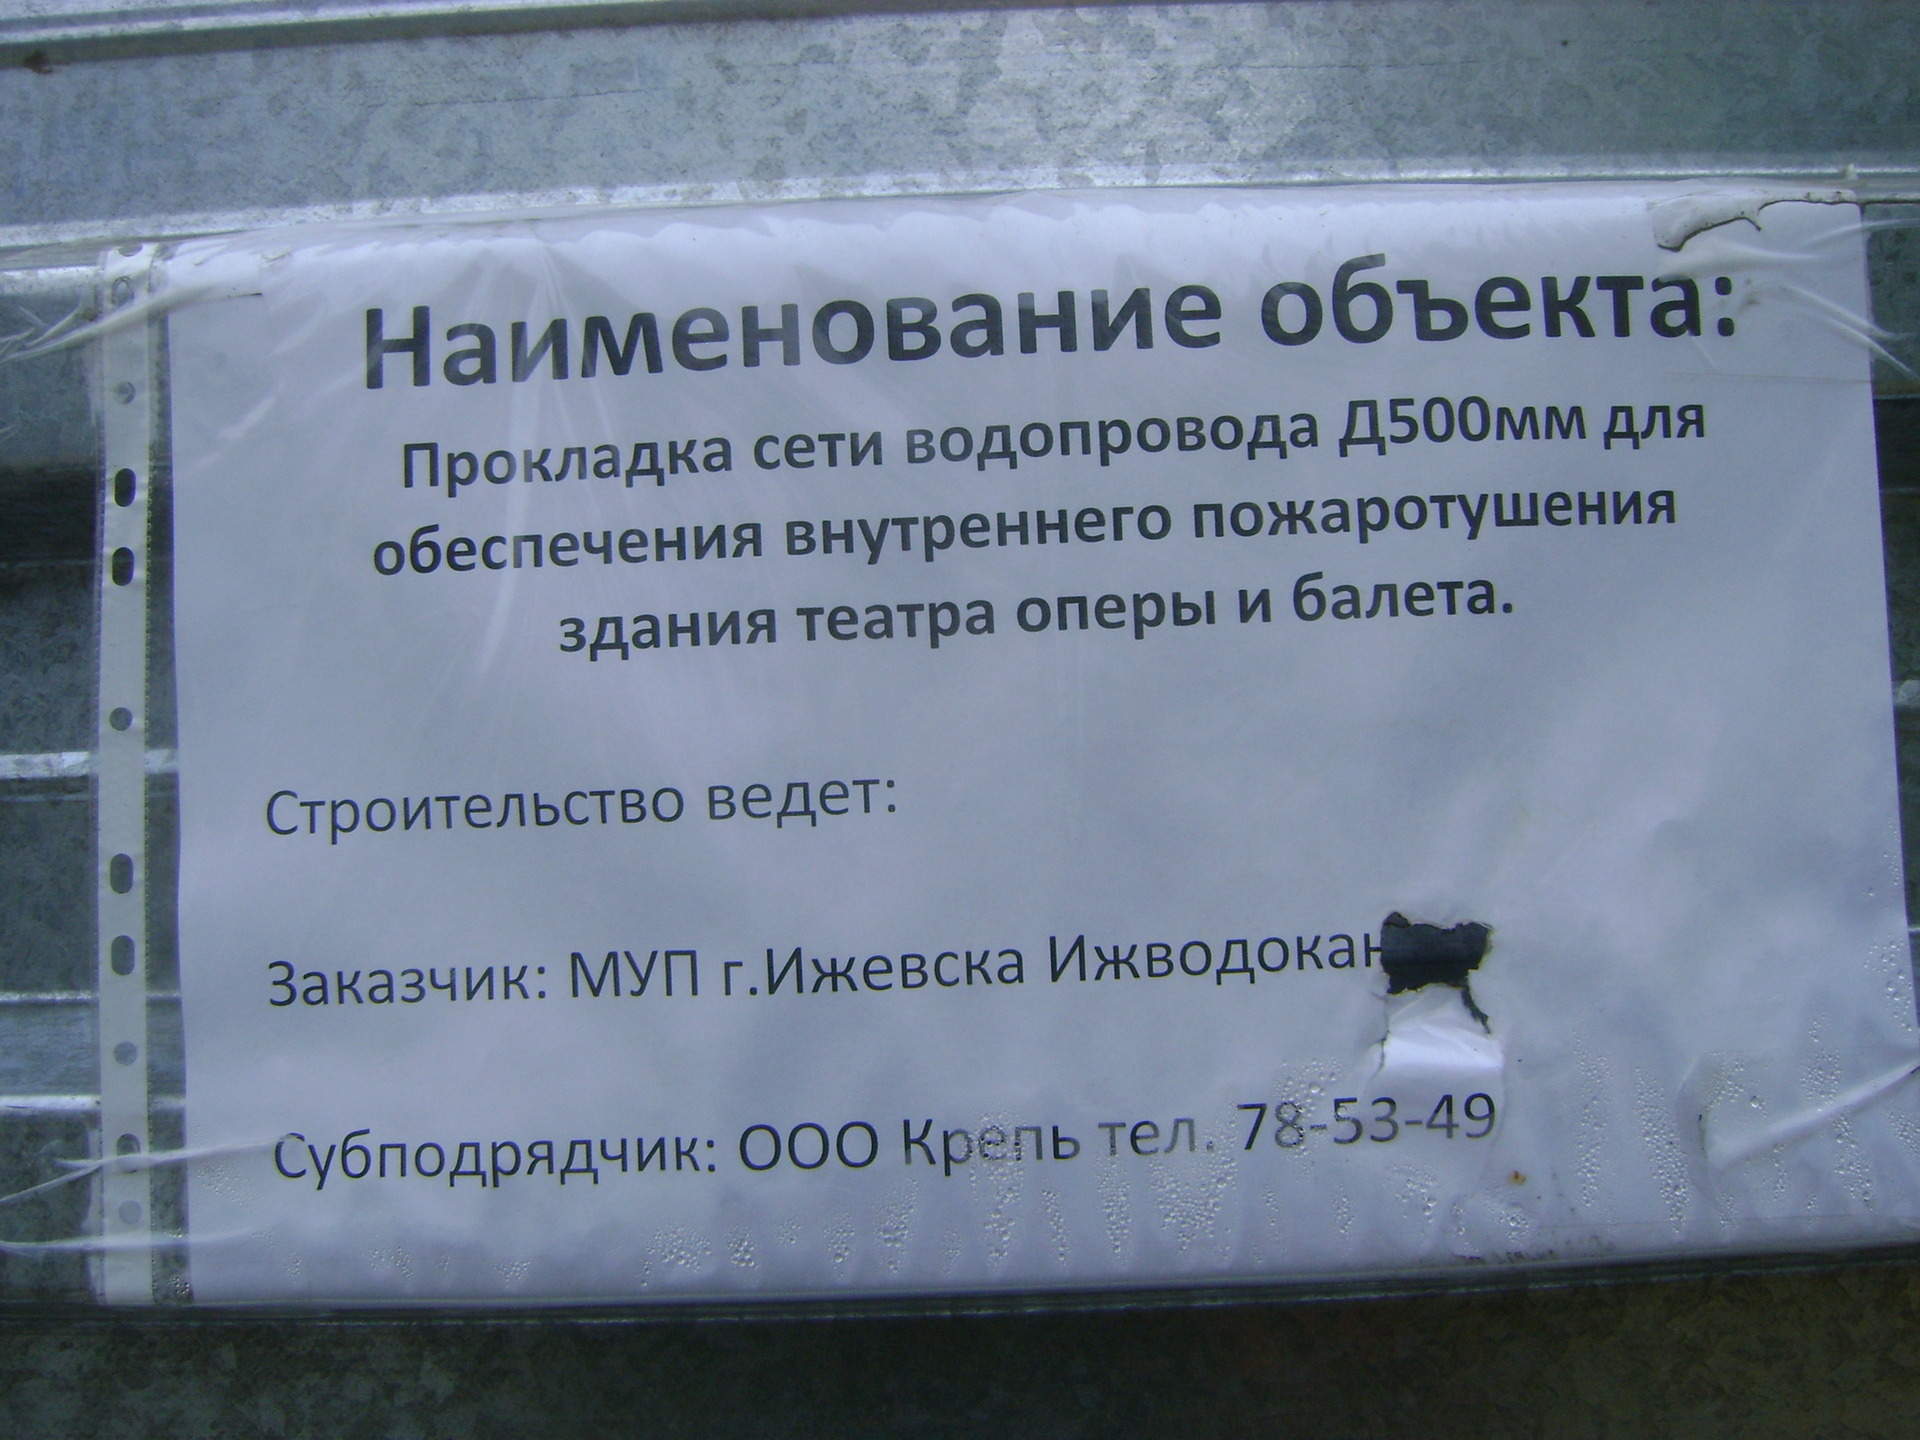 Наименование объекта:
Прокладка сети водопровода Д500мм для
обеспечения внутреннего пожаротушения
здания театра оперы и балета.
Строительство ведет:
Заказчик: МУП г.Ижевска Ижводокан
Субподрядчик: ООО Крепь тел. 78-53-49